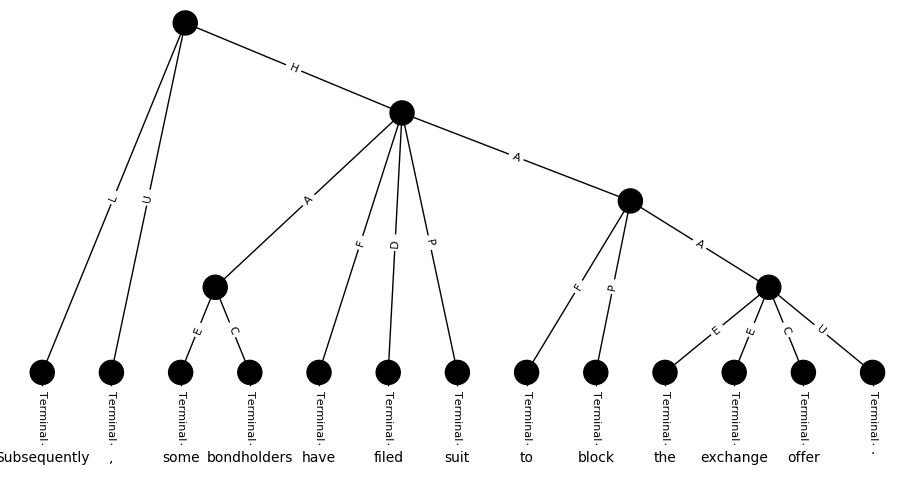 H
A
L U A F D P A
F P
E C E E C U
Terminal. Terminal. Terminal. Terminal. Terminal. Terminal. Terminal. Terminal. Terminal. Terminal. Terminal. Terminal. Terminal.
Subsequently , some bondholders have filed suit to block the exchange offer .